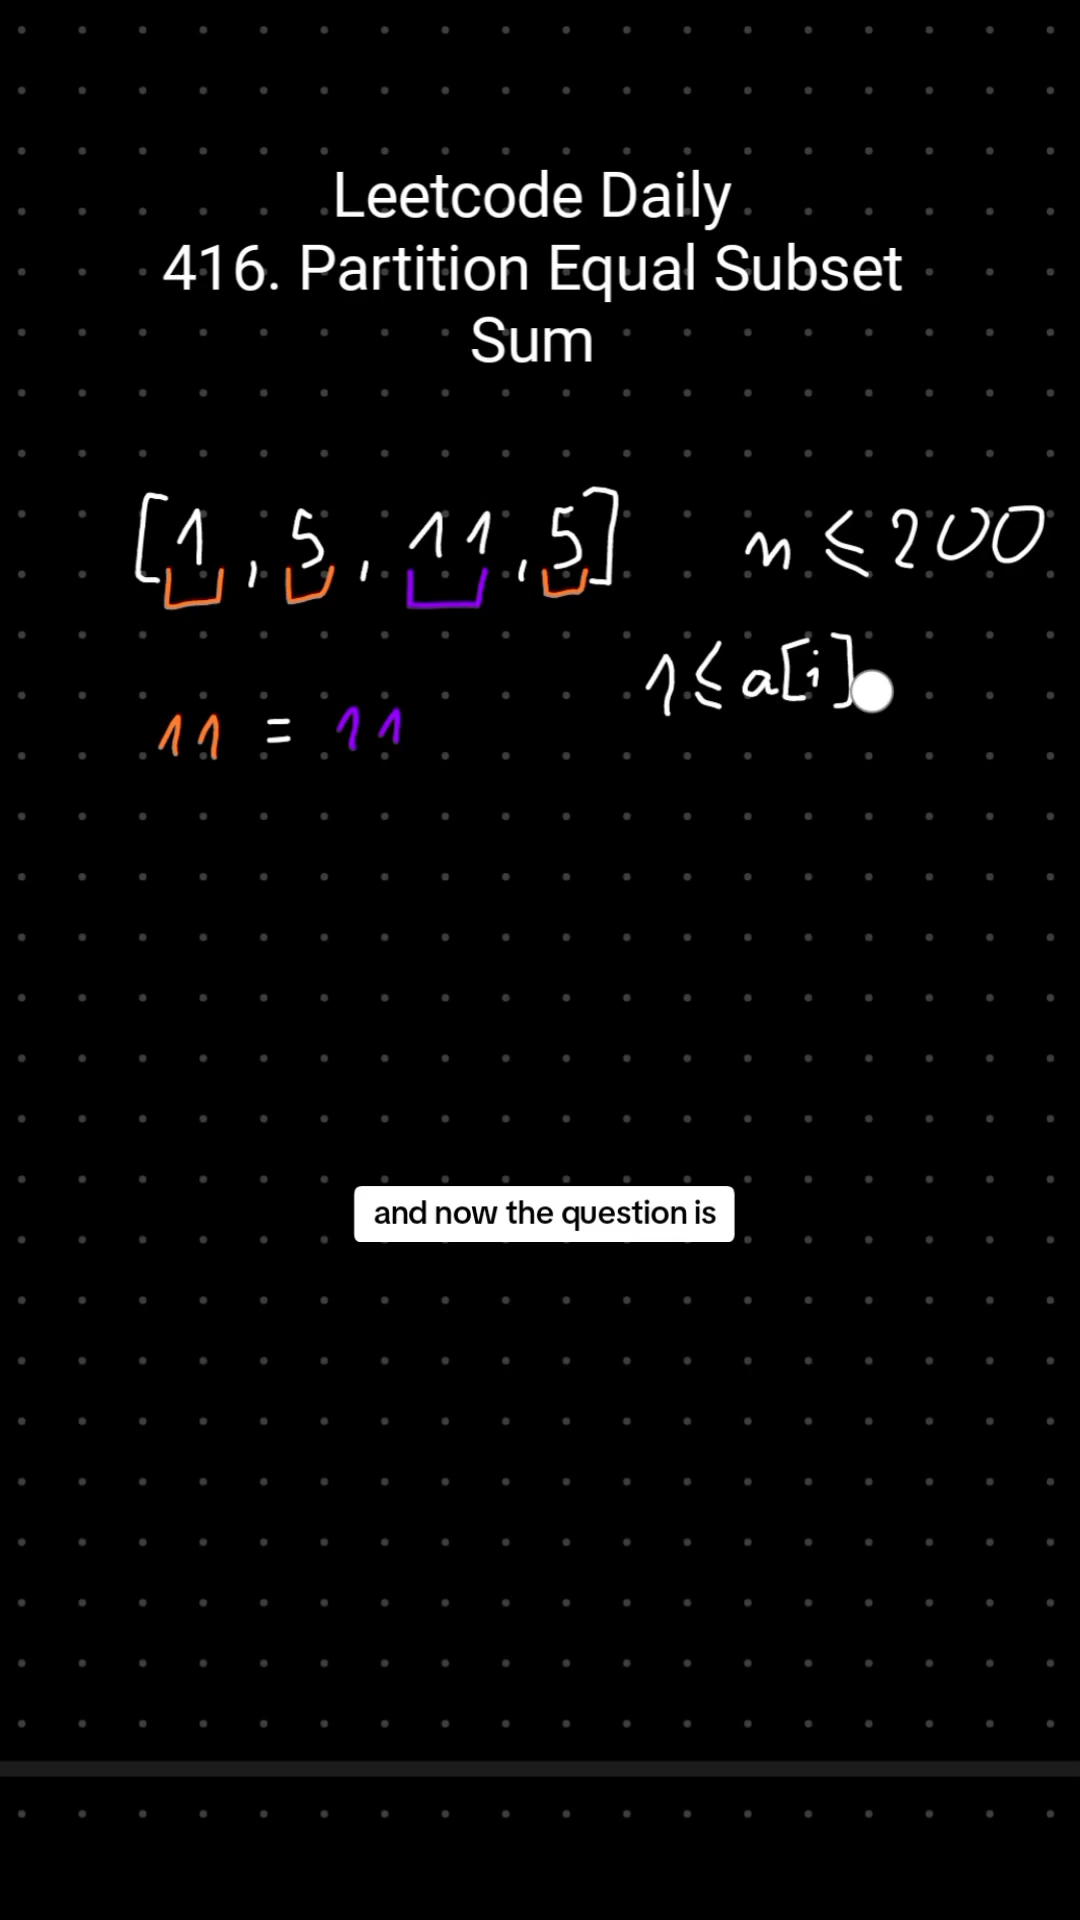 Leetcode Daily
416. Partition Equal Subset
Sum
[1, 5, 11, 5] n ≤ 200
1 ≤ a[i]
11 = 11
and now the question is